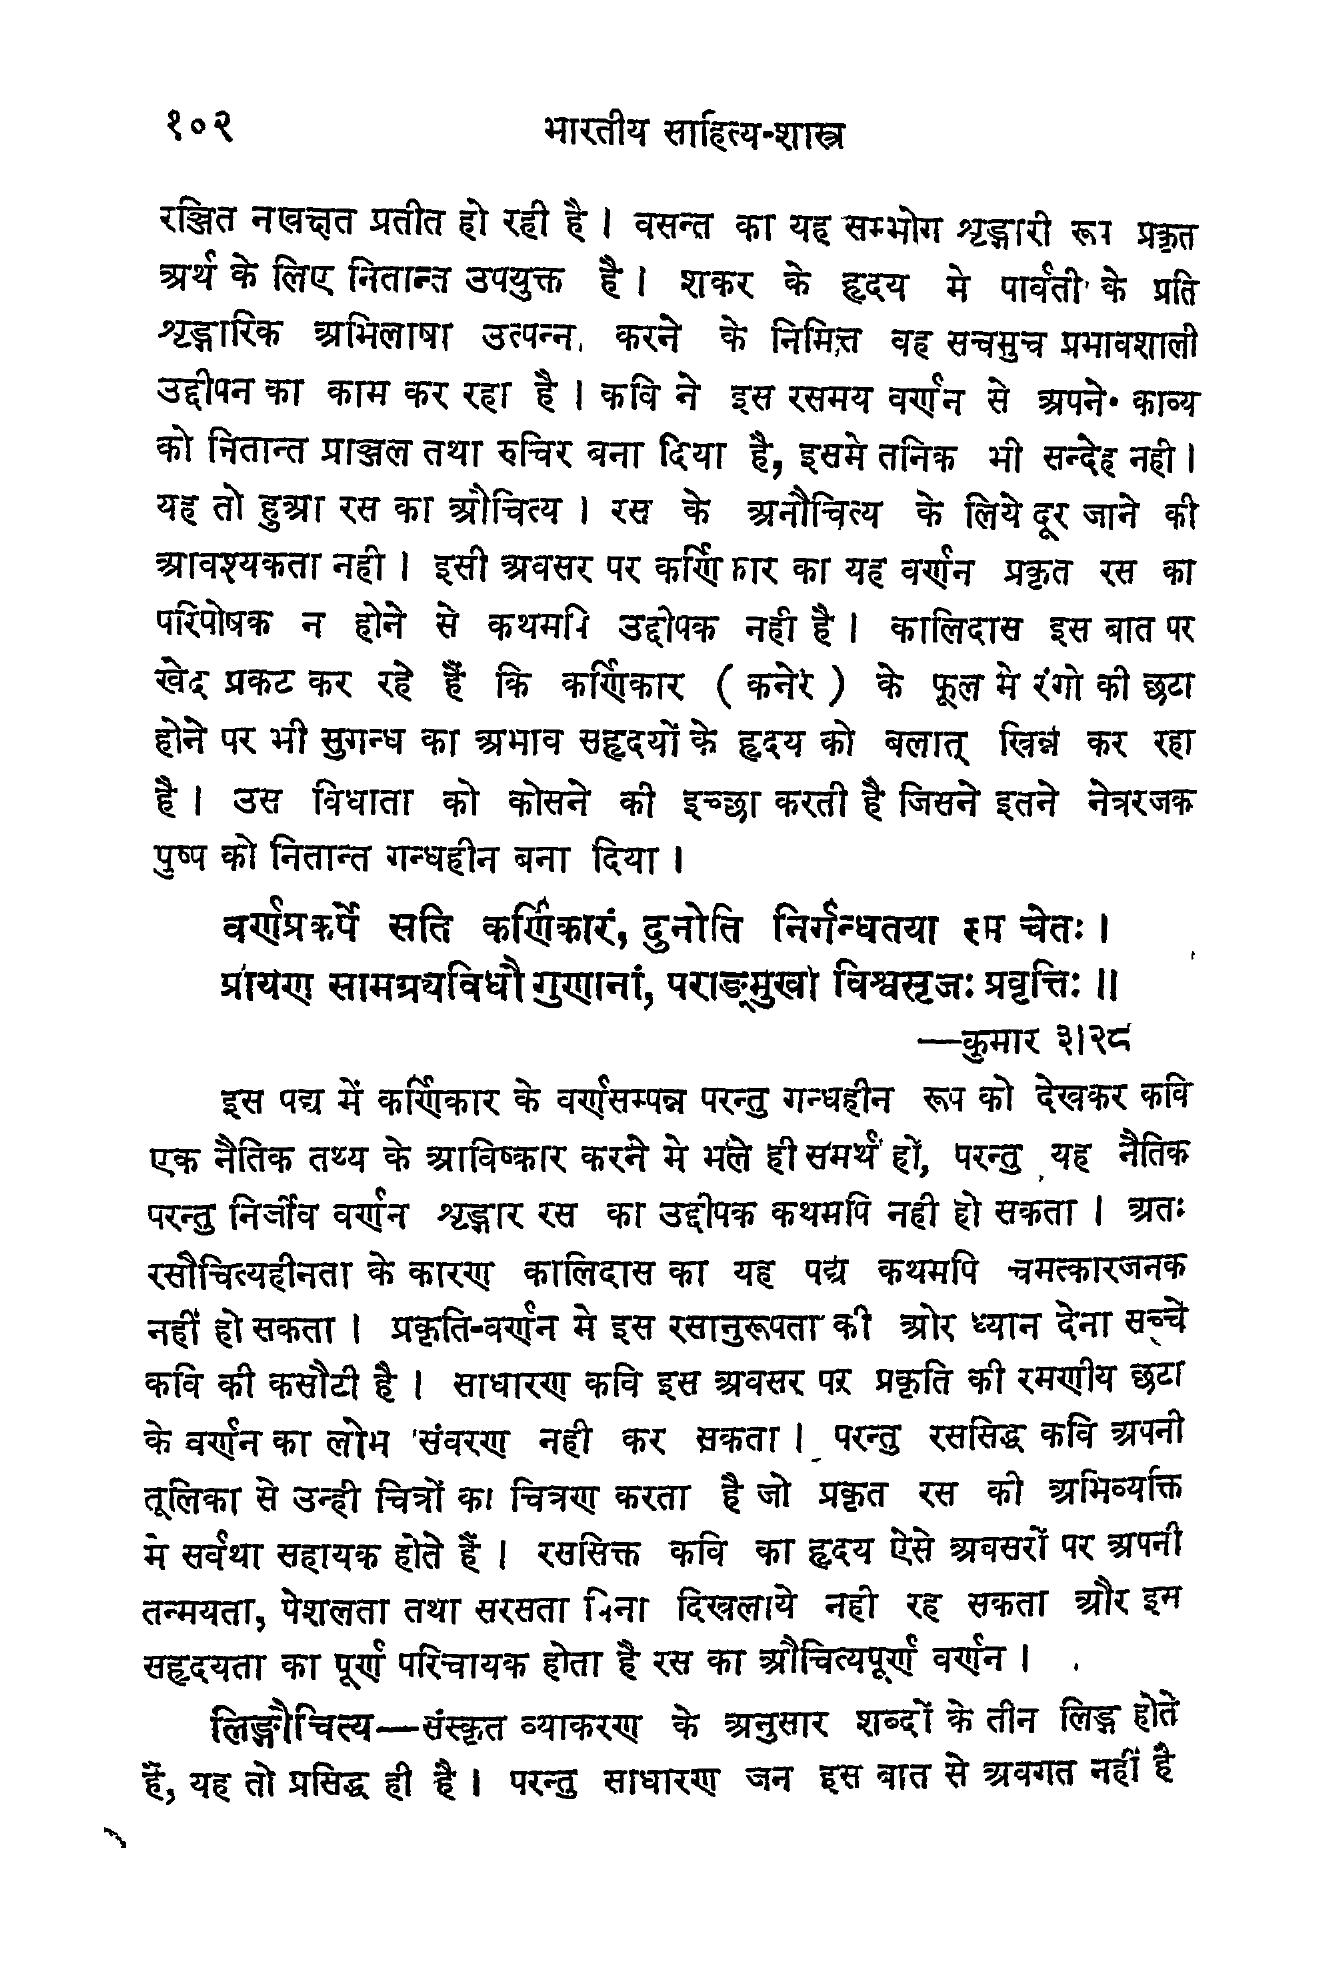 १०२ भारतीय साहित्य-शास्त्र
रञ्जित नखक्षत प्रतीत हो रही है । वसन्त का यह सम्भोग शृङ्गारी रूप प्रकृत
अर्थ के लिए नितान्त उपयुक्त है । शकर के हृदय मे पार्वती के प्रति
शृङ्गारिक अभिलाषा उत्पन्न करने के निमित्त वह सचमुच प्रभावशाली
उद्दीपन का काम कर रहा है । कवि ने इस रसमय वर्णन से अपने काव्य
को नितान्त प्राञ्जल तथा रुचिर बना दिया है, इसमे तनिक भी सन्देह नही ।
यह तो हुआ रस का औचित्य । रस के अनौचित्य के लिये दूर जाने की
आवश्यकता नही । इसी अवसर पर कर्णिकार का यह वर्णन प्रकृत रस का
परिपोषक न होने से कथमपि उद्दीपक नही है । कालिदास इस बात पर
खेद प्रकट कर रहे हैं कि कर्णिकार ( कनेर ) के फूल मे रंगो की छटा
होने पर भी सुगन्ध का अभाव सहृदयों के हृदय को बलात् खिन्न कर रहा
है । उस विधाता को कोसने की इच्छा करती है जिसने इतने नेत्ररजक
पुष्प को नितान्त गन्धहीन बना दिया ।
वर्णप्रकर्षे सति कर्णिकारं, दुनोति निर्गन्धतया स्म चेतः ।
प्रायेण सामग्र्यविधौ गुणानां, पराङ्मुखी विश्वसृजः प्रवृत्तिः ॥
—कुमार ३।२८
इस पद्य में कर्णिकार के वर्णसम्पन्न परन्तु गन्धहीन रूप को देखकर कवि
एक नैतिक तथ्य के आविष्कार करने मे भले ही समर्थ हों, परन्तु यह नैतिक
परन्तु निर्जीव वर्णन शृङ्गार रस का उद्दीपक कथमपि नही हो सकता । अतः
रसौचित्यहीनता के कारण कालिदास का यह पद्य कथमपि चमत्कारजनक
नहीं हो सकता । प्रकृति-वर्णन मे इस रसानुरूपता की ओर ध्यान देना सच्चे
कवि की कसौटी है । साधारण कवि इस अवसर पर प्रकृति की रमणीय छटा
के वर्णन का लोभ संवरण नही कर सकता । परन्तु रससिद्ध कवि अपनी
तूलिका से उन्ही चित्रों का चित्रण करता है जो प्रकृत रस की अभिव्यक्ति
मे सर्वथा सहायक होते हैं । रससिक्त कवि का हृदय ऐसे अवसरों पर अपनी
तन्मयता, पेशलता तथा सरसता बिना दिखलाये नही रह सकता और इस
सहृदयता का पूर्ण परिचायक होता है रस का औचित्यपूर्ण वर्णन ।
लिङ्गौचित्य—संस्कृत व्याकरण के अनुसार शब्दों के तीन लिङ्ग होते
हैं, यह तो प्रसिद्ध ही है । परन्तु साधारण जन इस बात से अवगत नहीं है